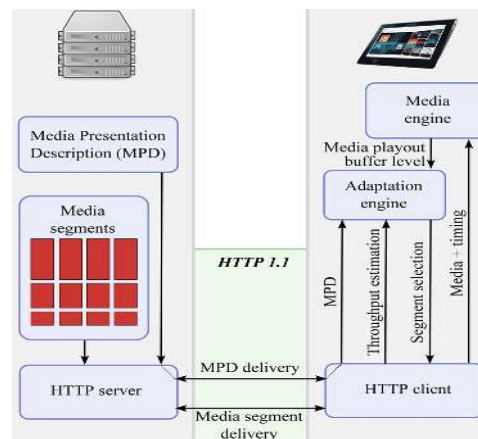 Media Presentation
Description (MPD)
Media
segments
HTTP server
HTTP 1.1
MPD delivery
Media segment
delivery
Media
engine
Media playout
buffer level
Adaptation
engine
MPD
Throughput estimation
Segment selection
Media + timing
HTTP client